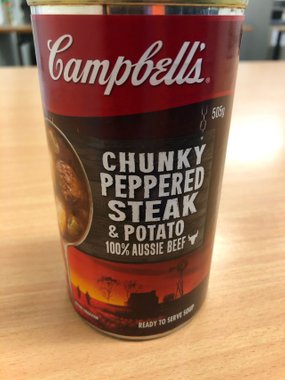 Campbell's
505g
CHUNKY
PEPPERED
STEAK
& POTATO
100% AUSSIE BEEF
READY TO SERVE SOUP